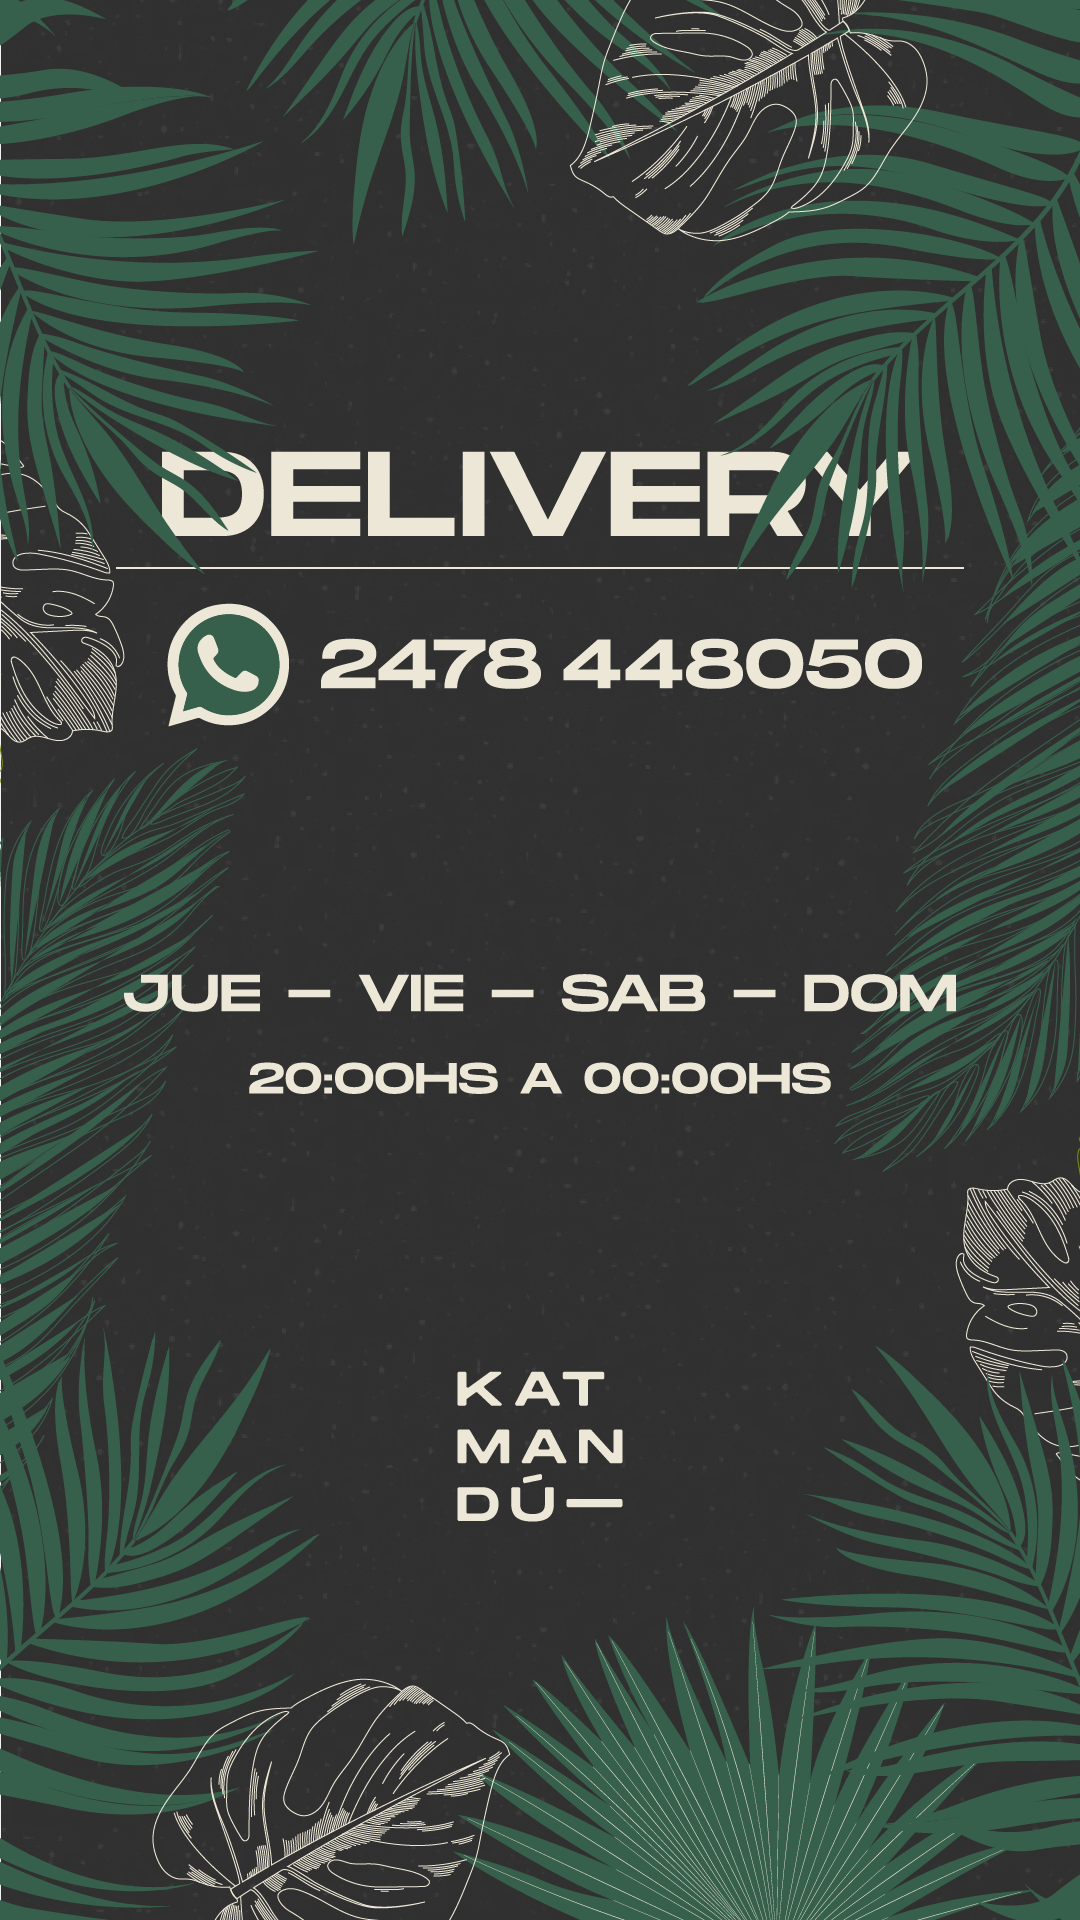 DELIVERY
2478 448050
JUE – VIE – SAB – DOM
20:00HS A 00:00HS
KAT
MAN
DÚ—